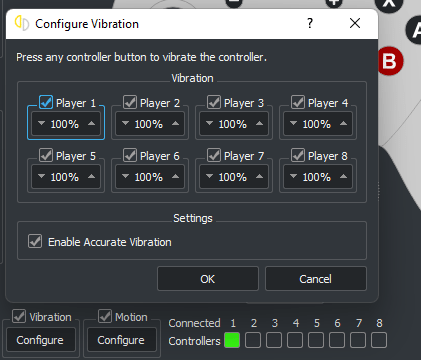 Configure Vibration
?
X
A
B
Press any controller button to vibrate the controller.
Vibration
Player 1 Player 2 Player 3 Player 4
100% 100% 100% 100%
Player 5 Player 6 Player 7 Player 8
100% 100% 100% 100%
Settings
Enable Accurate Vibration
OK Cancel
Vibration Motion Connected 1 2 3 4 5 6 7 8
Configure Configure Controllers